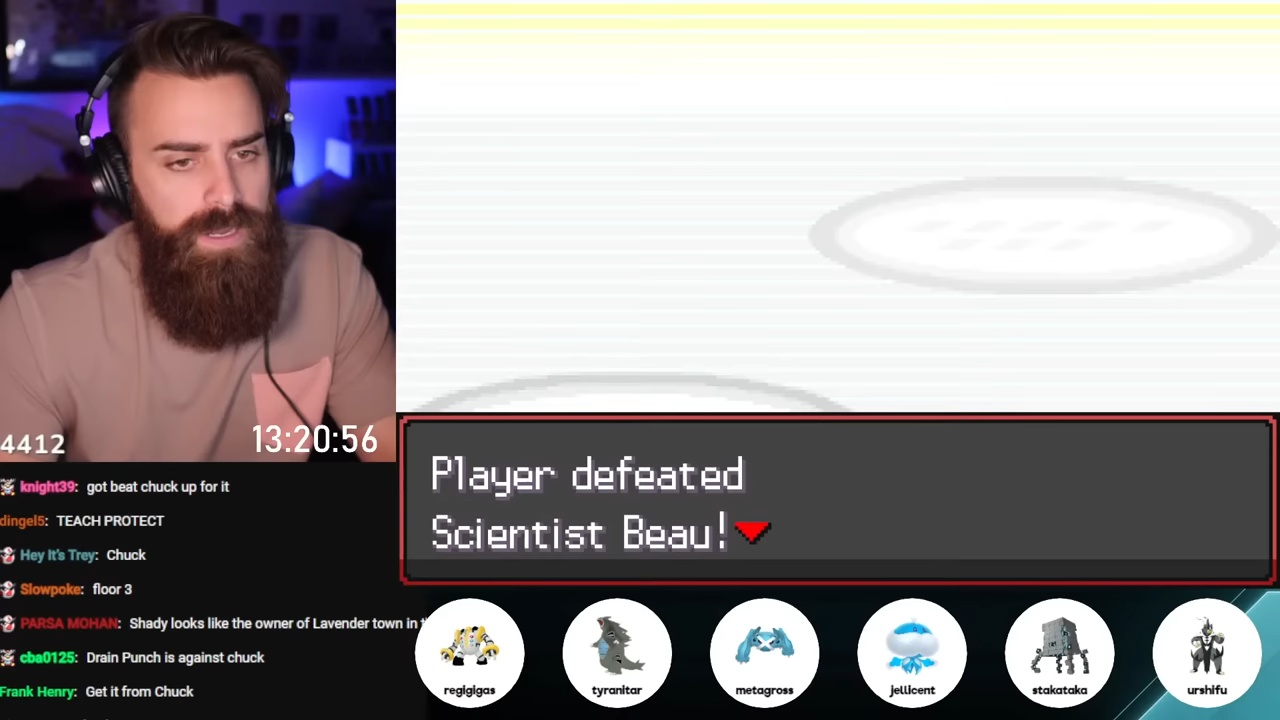 4412
13:20:56
knight39: got beat chuck up for it
dingel5: TEACH PROTECT
Hey It's Trey: Chuck
Slowpoke: floor 3
PARSA MOHAN: Shady looks like the owner of Lavender town in
cba0125: Drain Punch is against chuck
Frank Henry: Get it from Chuck
Player defeated
Scientist Beau!
regigigas
tyranitar
metagross
jellicent
stakataka
urshifu